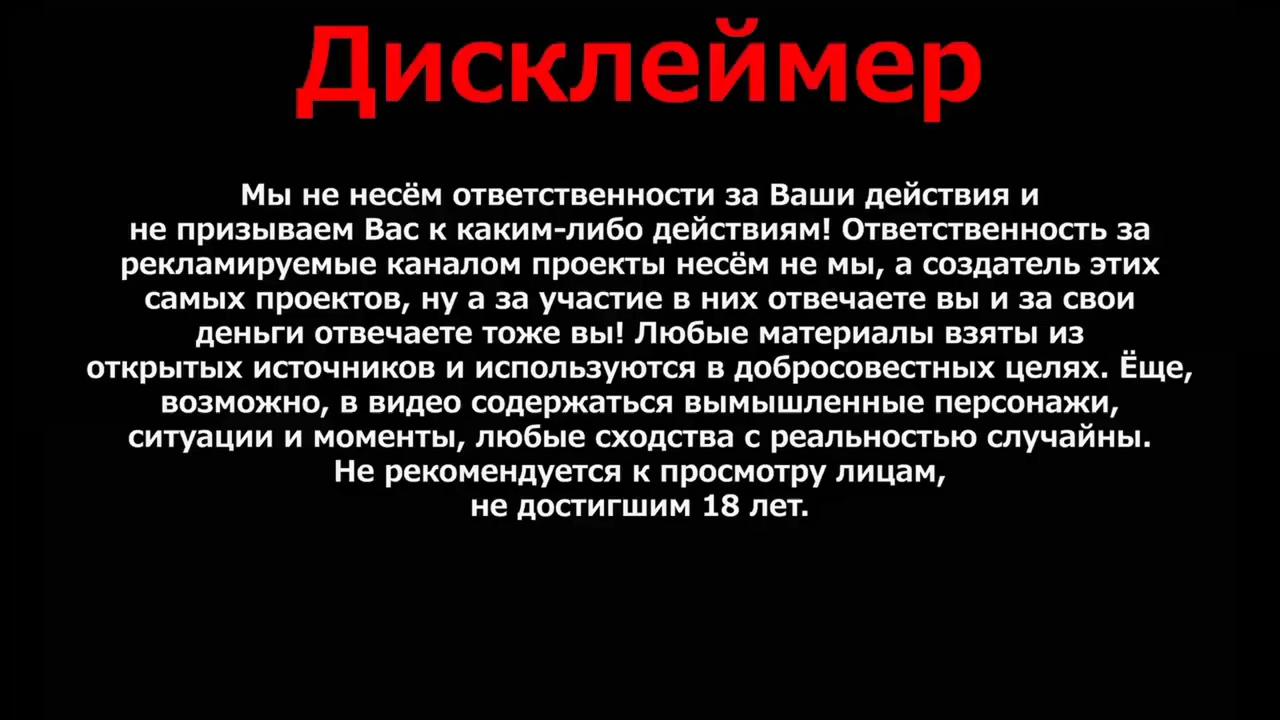 Дисклеймер
Мы не несём ответственности за Ваши действия и
не призываем Вас к каким-либо действиям! Ответственность за
рекламируемые каналом проекты несём не мы, а создатель этих
самых проектов, ну а за участие в них отвечаете вы и за свои
деньги отвечаете тоже вы! Любые материалы взяты из
открытых источников и используются в добросовестных целях. Ёще,
возможно, в видео содержаться вымышленные персонажи,
ситуации и моменты, любые сходства с реальностью случайны.
Не рекомендуется к просмотру лицам,
не достигшим 18 лет.